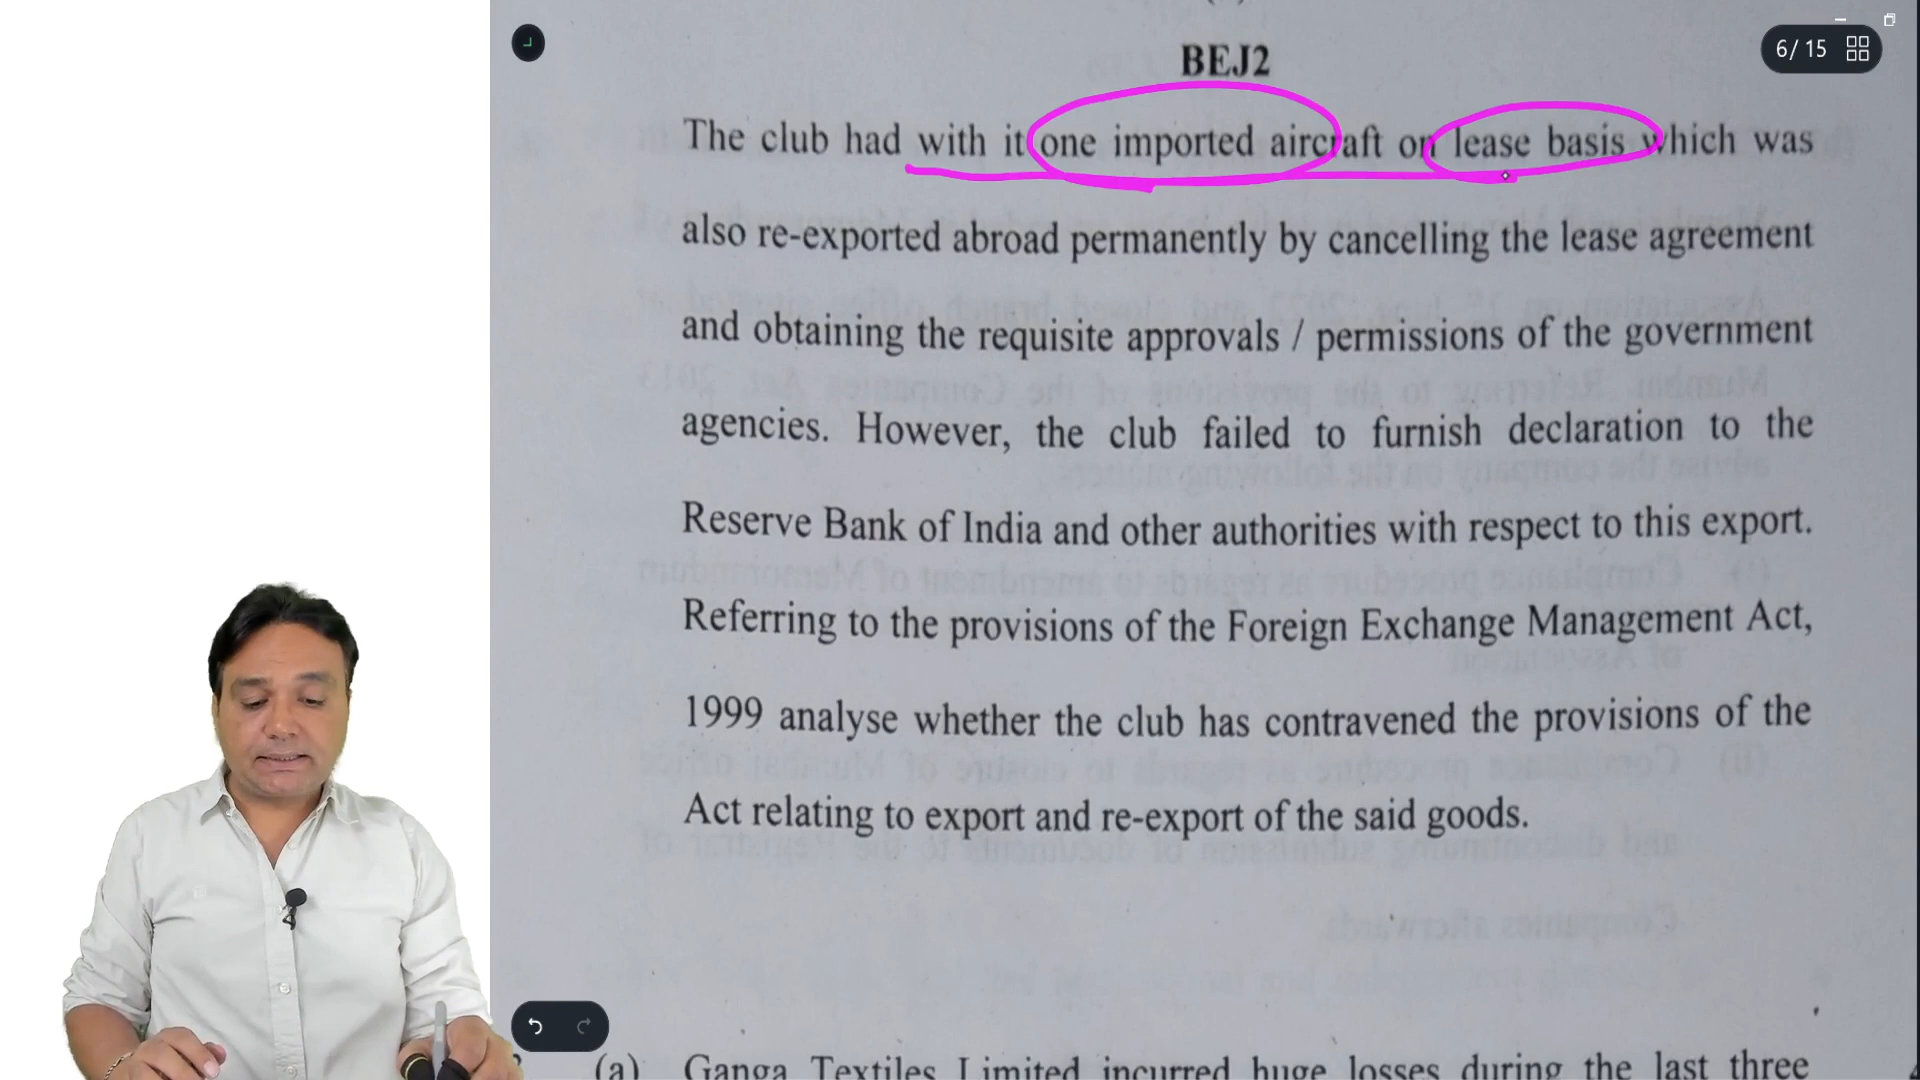 6/ 15
BEJ2
The club had with it one imported aircraft on lease basis which was
also re-exported abroad permanently by cancelling the lease agreement
and obtaining the requisite approvals / permissions of the government
agencies. However, the club failed to furnish declaration to the
Reserve Bank of India and other authorities with respect to this export.
Referring to the provisions of the Foreign Exchange Management Act,
1999 analyse whether the club has contravened the provisions of the
Act relating to export and re-export of the said goods.
(a) Ganga Textiles Limited incurred huge losses during the last three